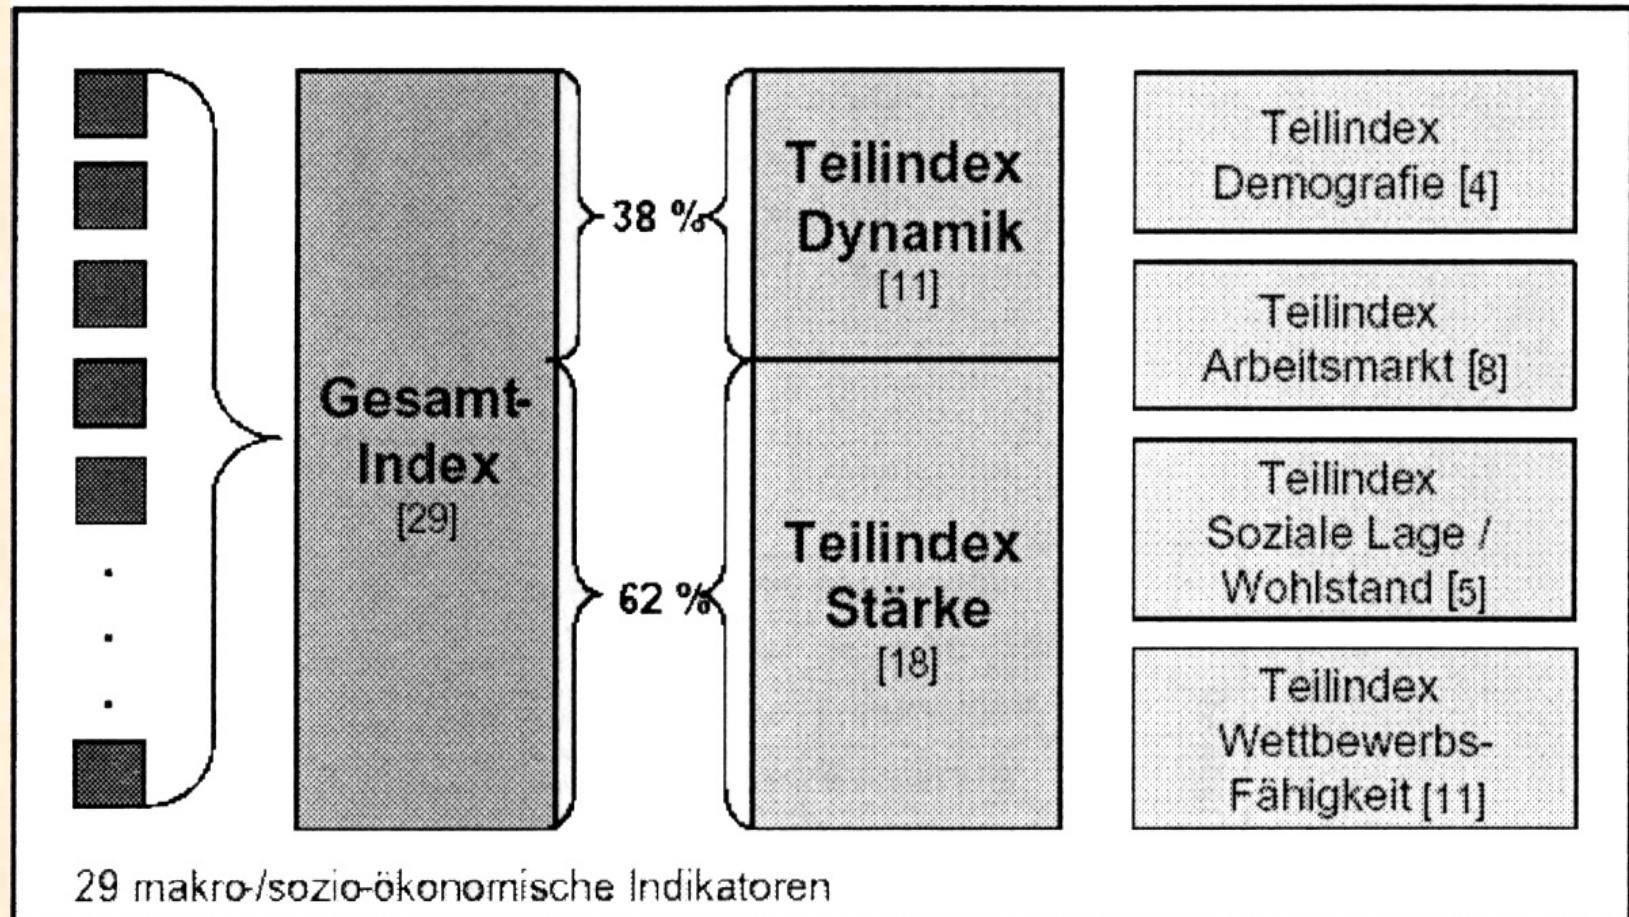 Gesamt-
Index
[29]
38 %
62 %
Teilindex
Dynamik
[11]
Teilindex
Stärke
[18]
Teilindex
Demografie [4]
Teilindex
Arbeitsmarkt [8]
Teilindex
Soziale Lage /
Wohlstand [5]
Teilindex
Wettbewerbs-
Fähigkeit [11]
29 makro-/sozio-ökonomische Indikatoren